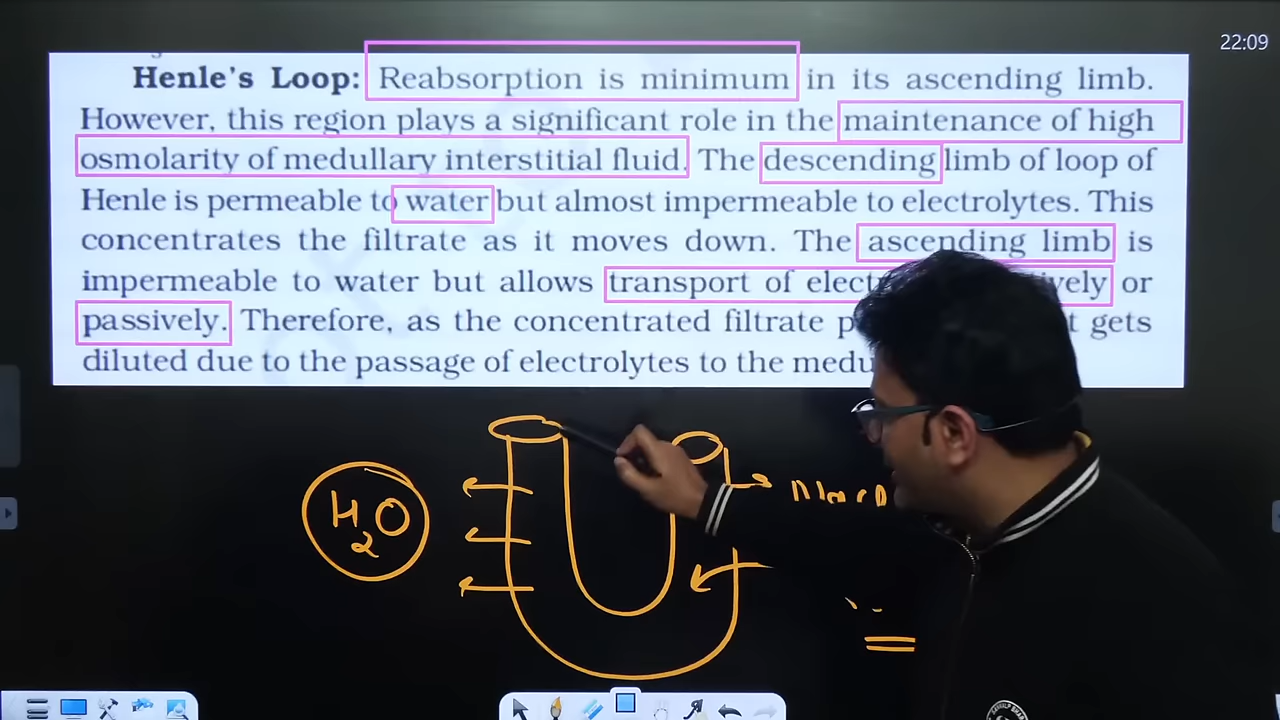 22:09
Henle's Loop: Reabsorption is minimum in its ascending limb.
However, this region plays a significant role in the maintenance of high
osmolarity of medullary interstitial fluid. The descending limb of loop of
Henle is permeable to water but almost impermeable to electrolytes. This
concentrates the filtrate as it moves down. The ascending limb is
impermeable to water but allows transport of or
passively. Therefore, as the concentrated filtrate gets
diluted due to the passage of electrolytes to the
H2O